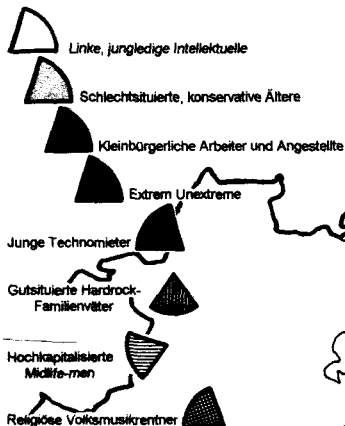 Linke, jungledige Intellektuelle
Schlechtsituierte, konservative Ältere
Kleinbürgerliche Arbeiter und Angestellte
Extrem Unextreme
Junge Technometer
Gutsituierte Hardrock-
Familienväter
Hochkapitalisierte
Midlife-men
Religiöse Volksmusikrentner